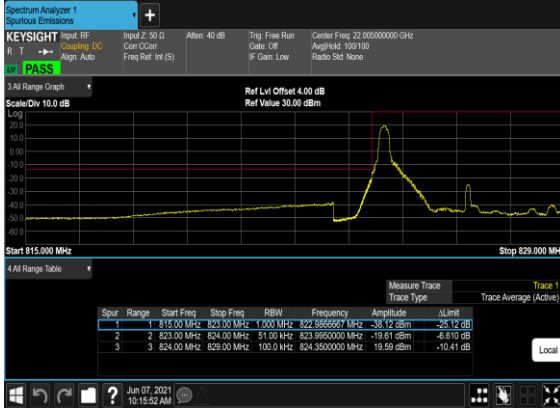 Spectrum Analyzer 1
Spurious Emissions
+
KEYSIGHT Input: RF Input Z: 50 Ω Atten: 40 dB Trig: Free Run Center Freq: 22.005000000 GHz
R T Coupling: DC Corr CCorr Gate: Off Avg|Hold: 100/100
Align: Auto Freq Ref: Int (S) IF Gain: Low Radio Std: None
PASS
3 All Range Graph Ref Lvl Offset 4.00 dB
Scale/Div 10.0 dB Ref Value 30.00 dBm
Log
20.0
10.0
0.00
-10.0
-20.0
-30.0
-40.0
-50.0
-60.0
Start 815.000 MHz Stop 829.000 MH
4 All Range Table
Measure Trace Trace 1
Trace Type Trace Average (Active)
Spur Range Start Freq Stop Freq RBW Frequency Amplitude ΔLimit
1 1 815.00 MHz 823.00 MHz 1.000 MHz 822.9866667 MHz -38.12 dBm -25.12 dB
2 2 823.00 MHz 824.00 MHz 51.00 kHz 823.9950000 MHz -19.61 dBm -6.610 dB
3 3 824.00 MHz 829.00 MHz 100.0 kHz 824.3500000 MHz 19.59 dBm -10.41 dB
Local
? Jun 07, 2021
10:15:52 AM